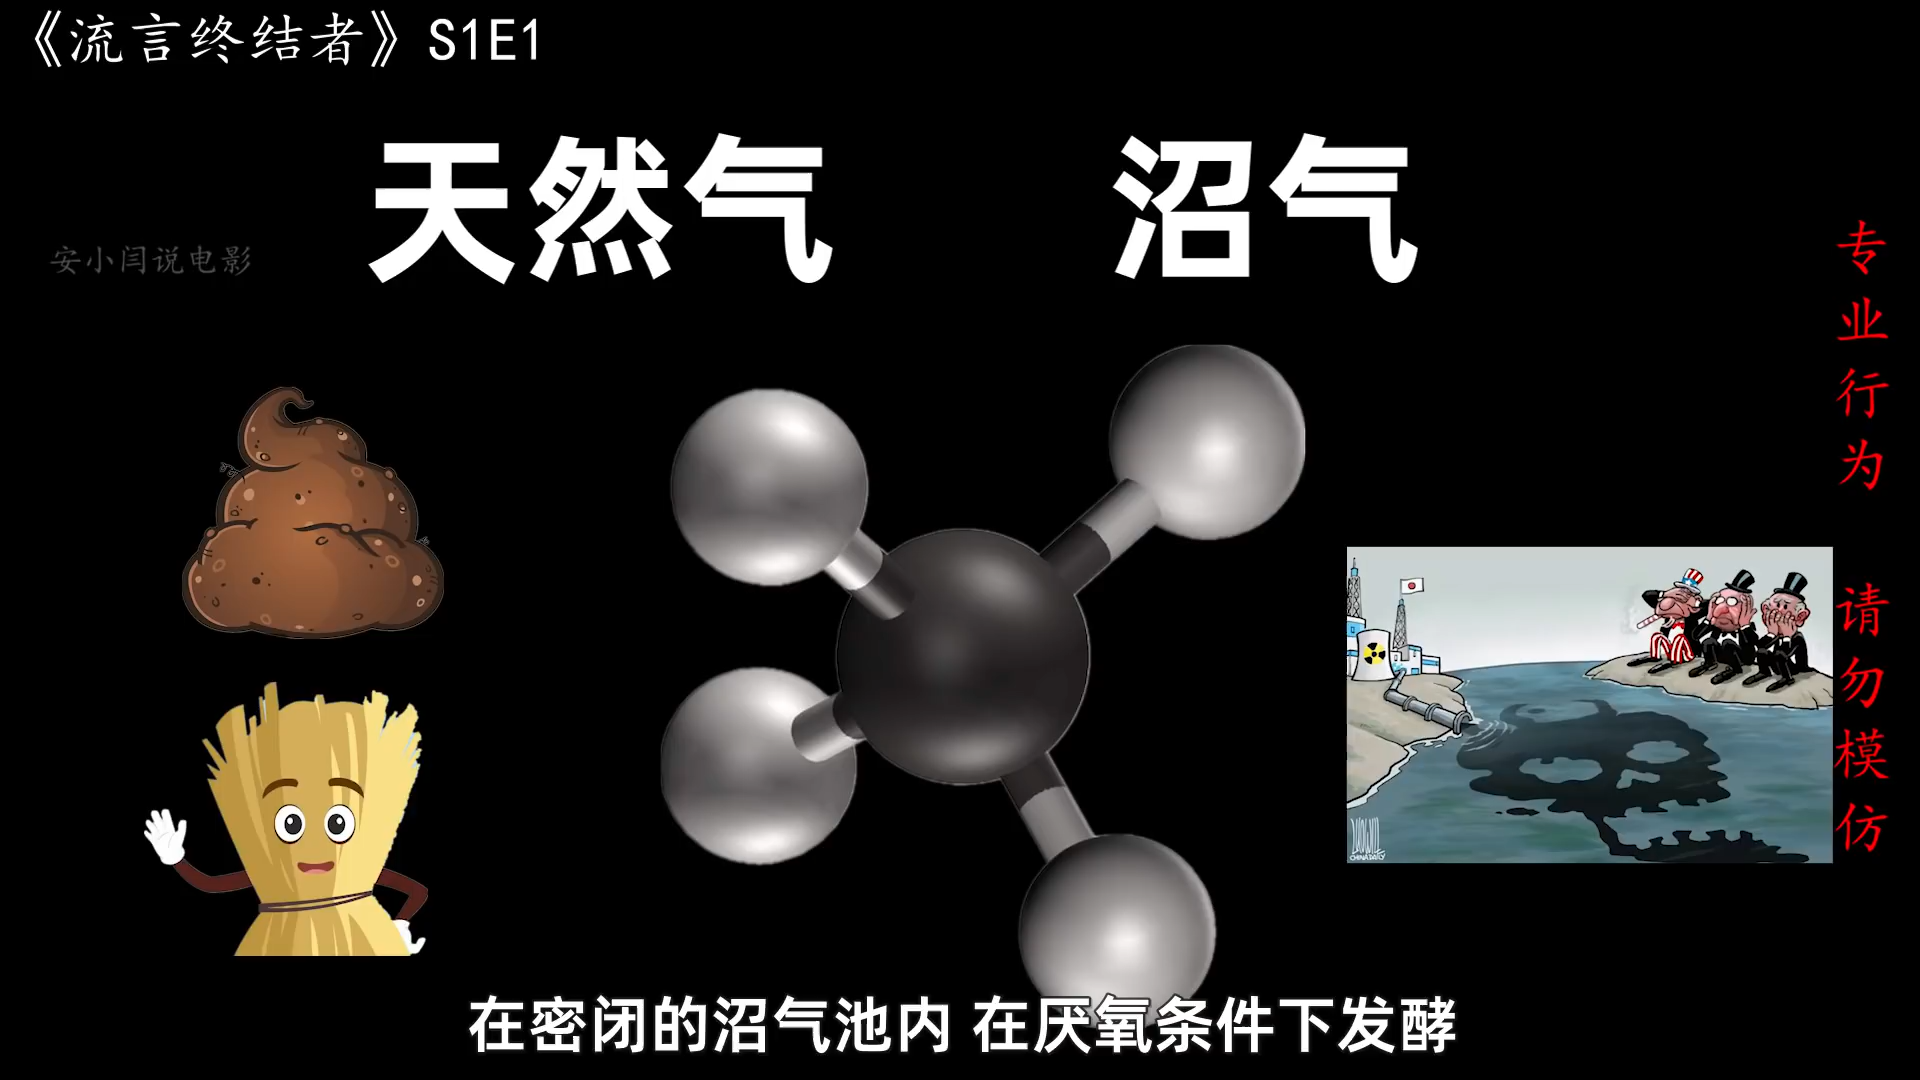 《流言终结者》S1E1
天然气 沼气
安小闫说电影
专业行为 请勿模仿
CHINA DAILY
在密闭的沼气池内 在厌氧条件下发酵